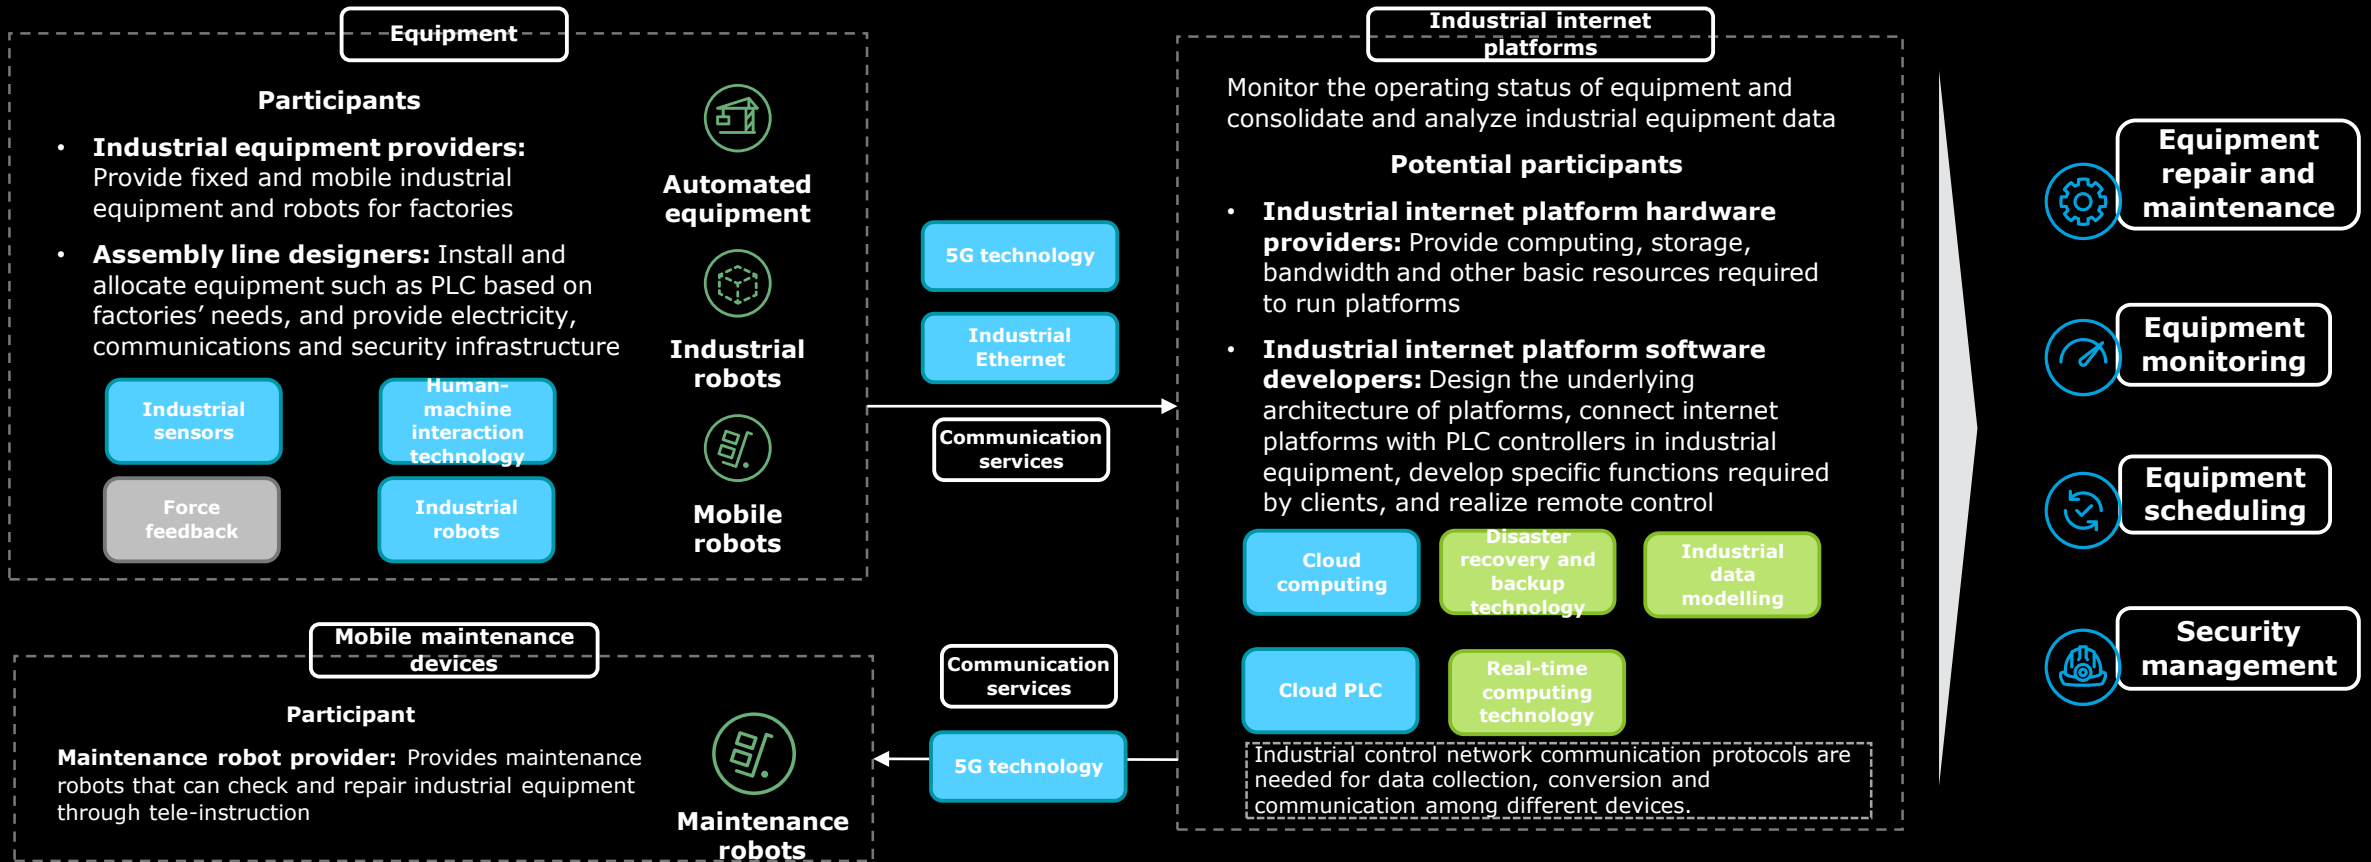 Equipment
Participants
• Industrial equipment providers:
Provide fixed and mobile industrial
equipment and robots for factories
• Assembly line designers: Install and
allocate equipment such as PLC based on
factories’ needs, and provide electricity,
communications and security infrastructure
Industrial
sensors
Human-
machine
interaction
technology
Force
feedback
Industrial
robots
Automated
equipment
Industrial
robots
Mobile
robots
5G technology
Industrial
Ethernet
Communication
services
Mobile maintenance
devices
Participant
Maintenance robot provider: Provides maintenance
robots that can check and repair industrial equipment
through tele-instruction
Maintenance
robots
Communication
services
5G technology
Industrial internet
platforms
Monitor the operating status of equipment and
consolidate and analyze industrial equipment data
Potential participants
• Industrial internet platform hardware
providers: Provide computing, storage,
bandwidth and other basic resources required
to run platforms
• Industrial internet platform software
developers: Design the underlying
architecture of platforms, connect internet
platforms with PLC controllers in industrial
equipment, develop specific functions required
by clients, and realize remote control
Cloud
computing
Disaster
recovery and
backup
technology
Industrial
data
modelling
Cloud PLC
Real-time
computing
technology
Industrial control network communication protocols are
needed for data collection, conversion and
communication among different devices.
Equipment
repair and
maintenance
Equipment
monitoring
Equipment
scheduling
Security
management